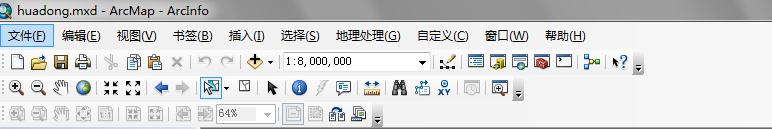 huadong.mxd - ArcMap - ArcInfo
文件(F) 编辑(E) 视图(V) 书签(B) 插入(I) 选择(S) 地理处理(G) 自定义(C) 窗口(W) 帮助(H)
1:8,000,000
XY
64%